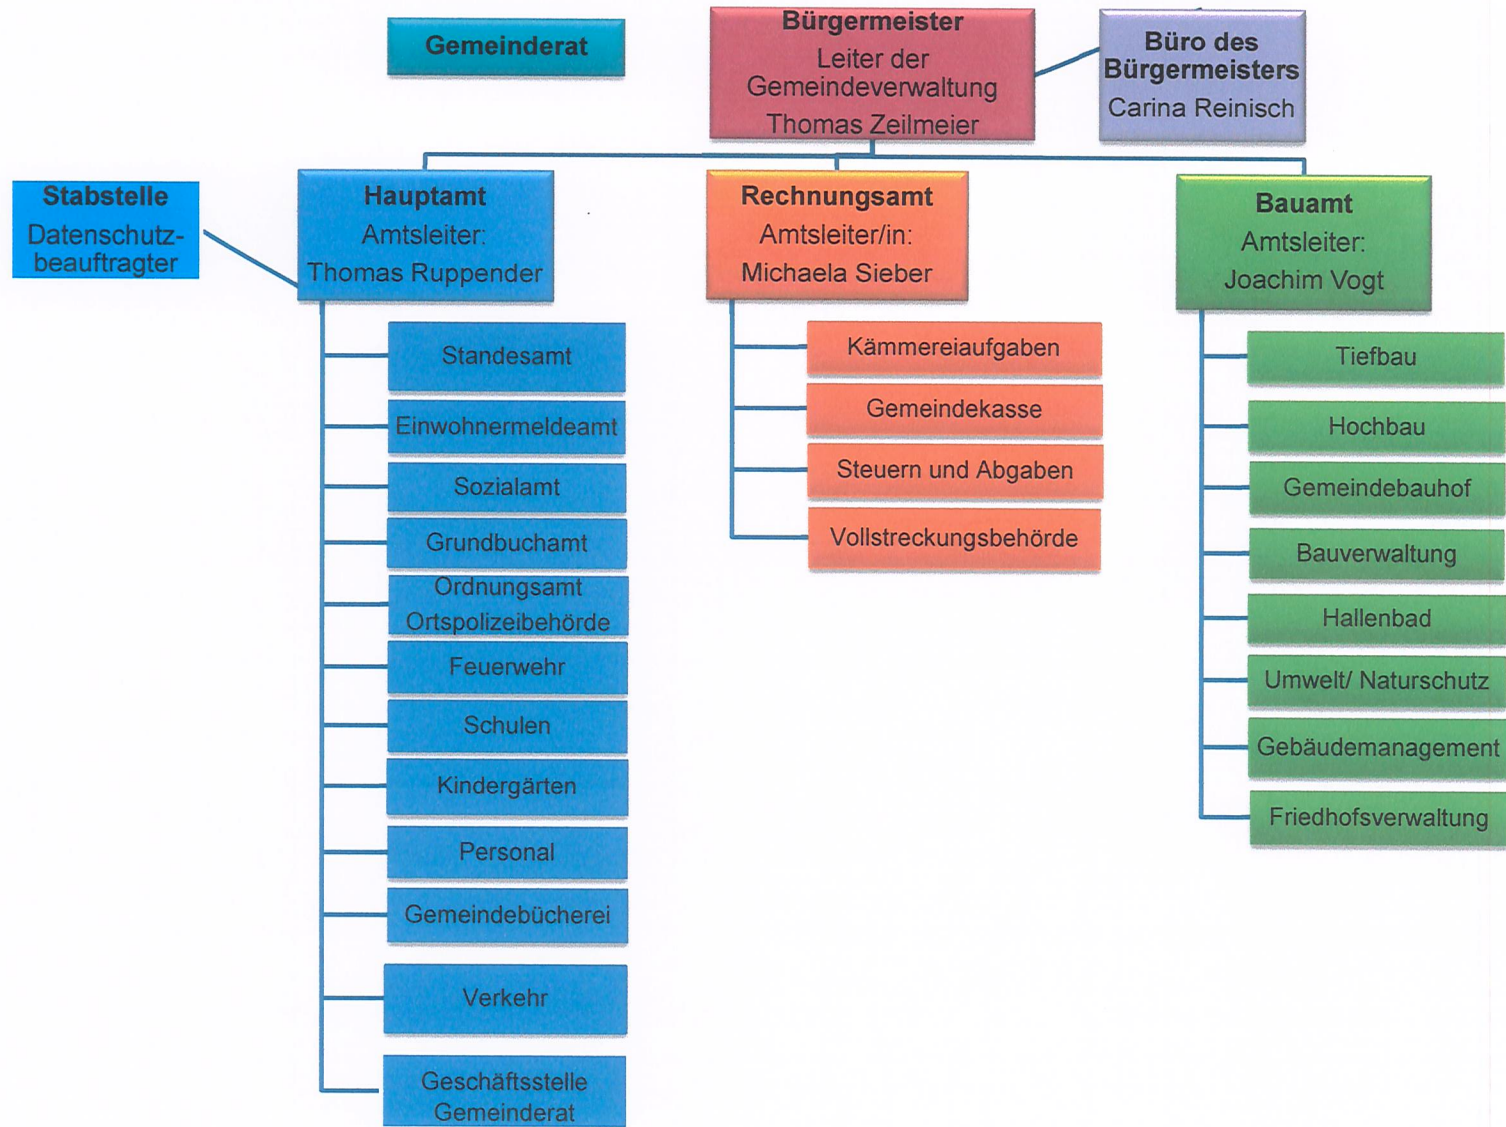 Gemeinderat
Bürgermeister
Leiter der
Gemeindeverwaltung
Thomas Zeilmeier
Büro des
Bürgermeisters
Carina Reinisch
Stabstelle
Datenschutz-
beauftragter
Hauptamt
Amtsleiter:
Thomas Ruppender
Rechnungsamt
Amtsleiter/in:
Michaela Sieber
Bauamt
Amtsleiter:
Joachim Vogt
Standesamt
Einwohnermeldeamt
Sozialamt
Grundbuchamt
Ordnungsamt
Ortspolizeibehörde
Feuerwehr
Schulen
Kindergärten
Personal
Gemeindebücherei
Verkehr
Geschäftsstelle
Gemeinderat
Kämmereiaufgaben
Gemeindekasse
Steuern und Abgaben
Vollstreckungsbehörde
Tiefbau
Hochbau
Gemeindebauhof
Bauverwaltung
Hallenbad
Umwelt/ Naturschutz
Gebäudemanagement
Friedhofsverwaltung